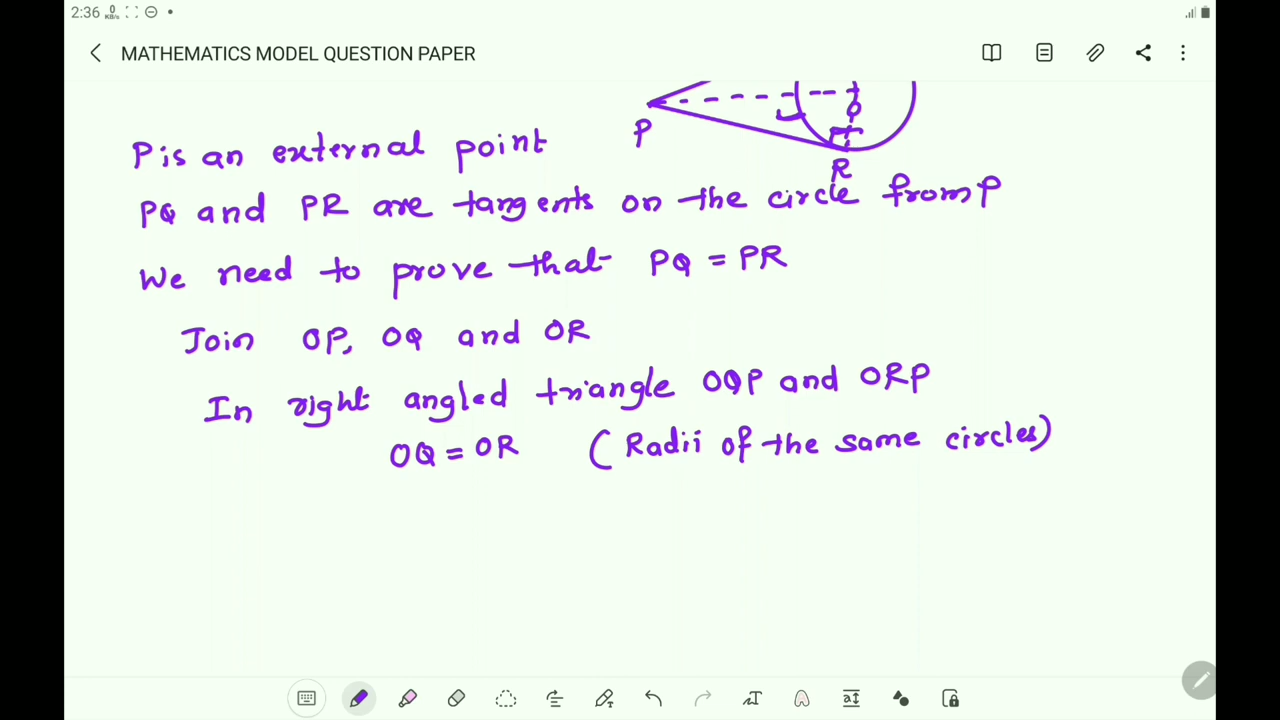 2:36 0 KB/s
MATHEMATICS MODEL QUESTION PAPER
P O
R
P is an external point
PQ and PR are tangents on the circle from P
We need to prove that PQ = PR
Join OP, OQ and OR
In right angled triangle OQP and ORP
OQ = OR (Radii of the same circles)